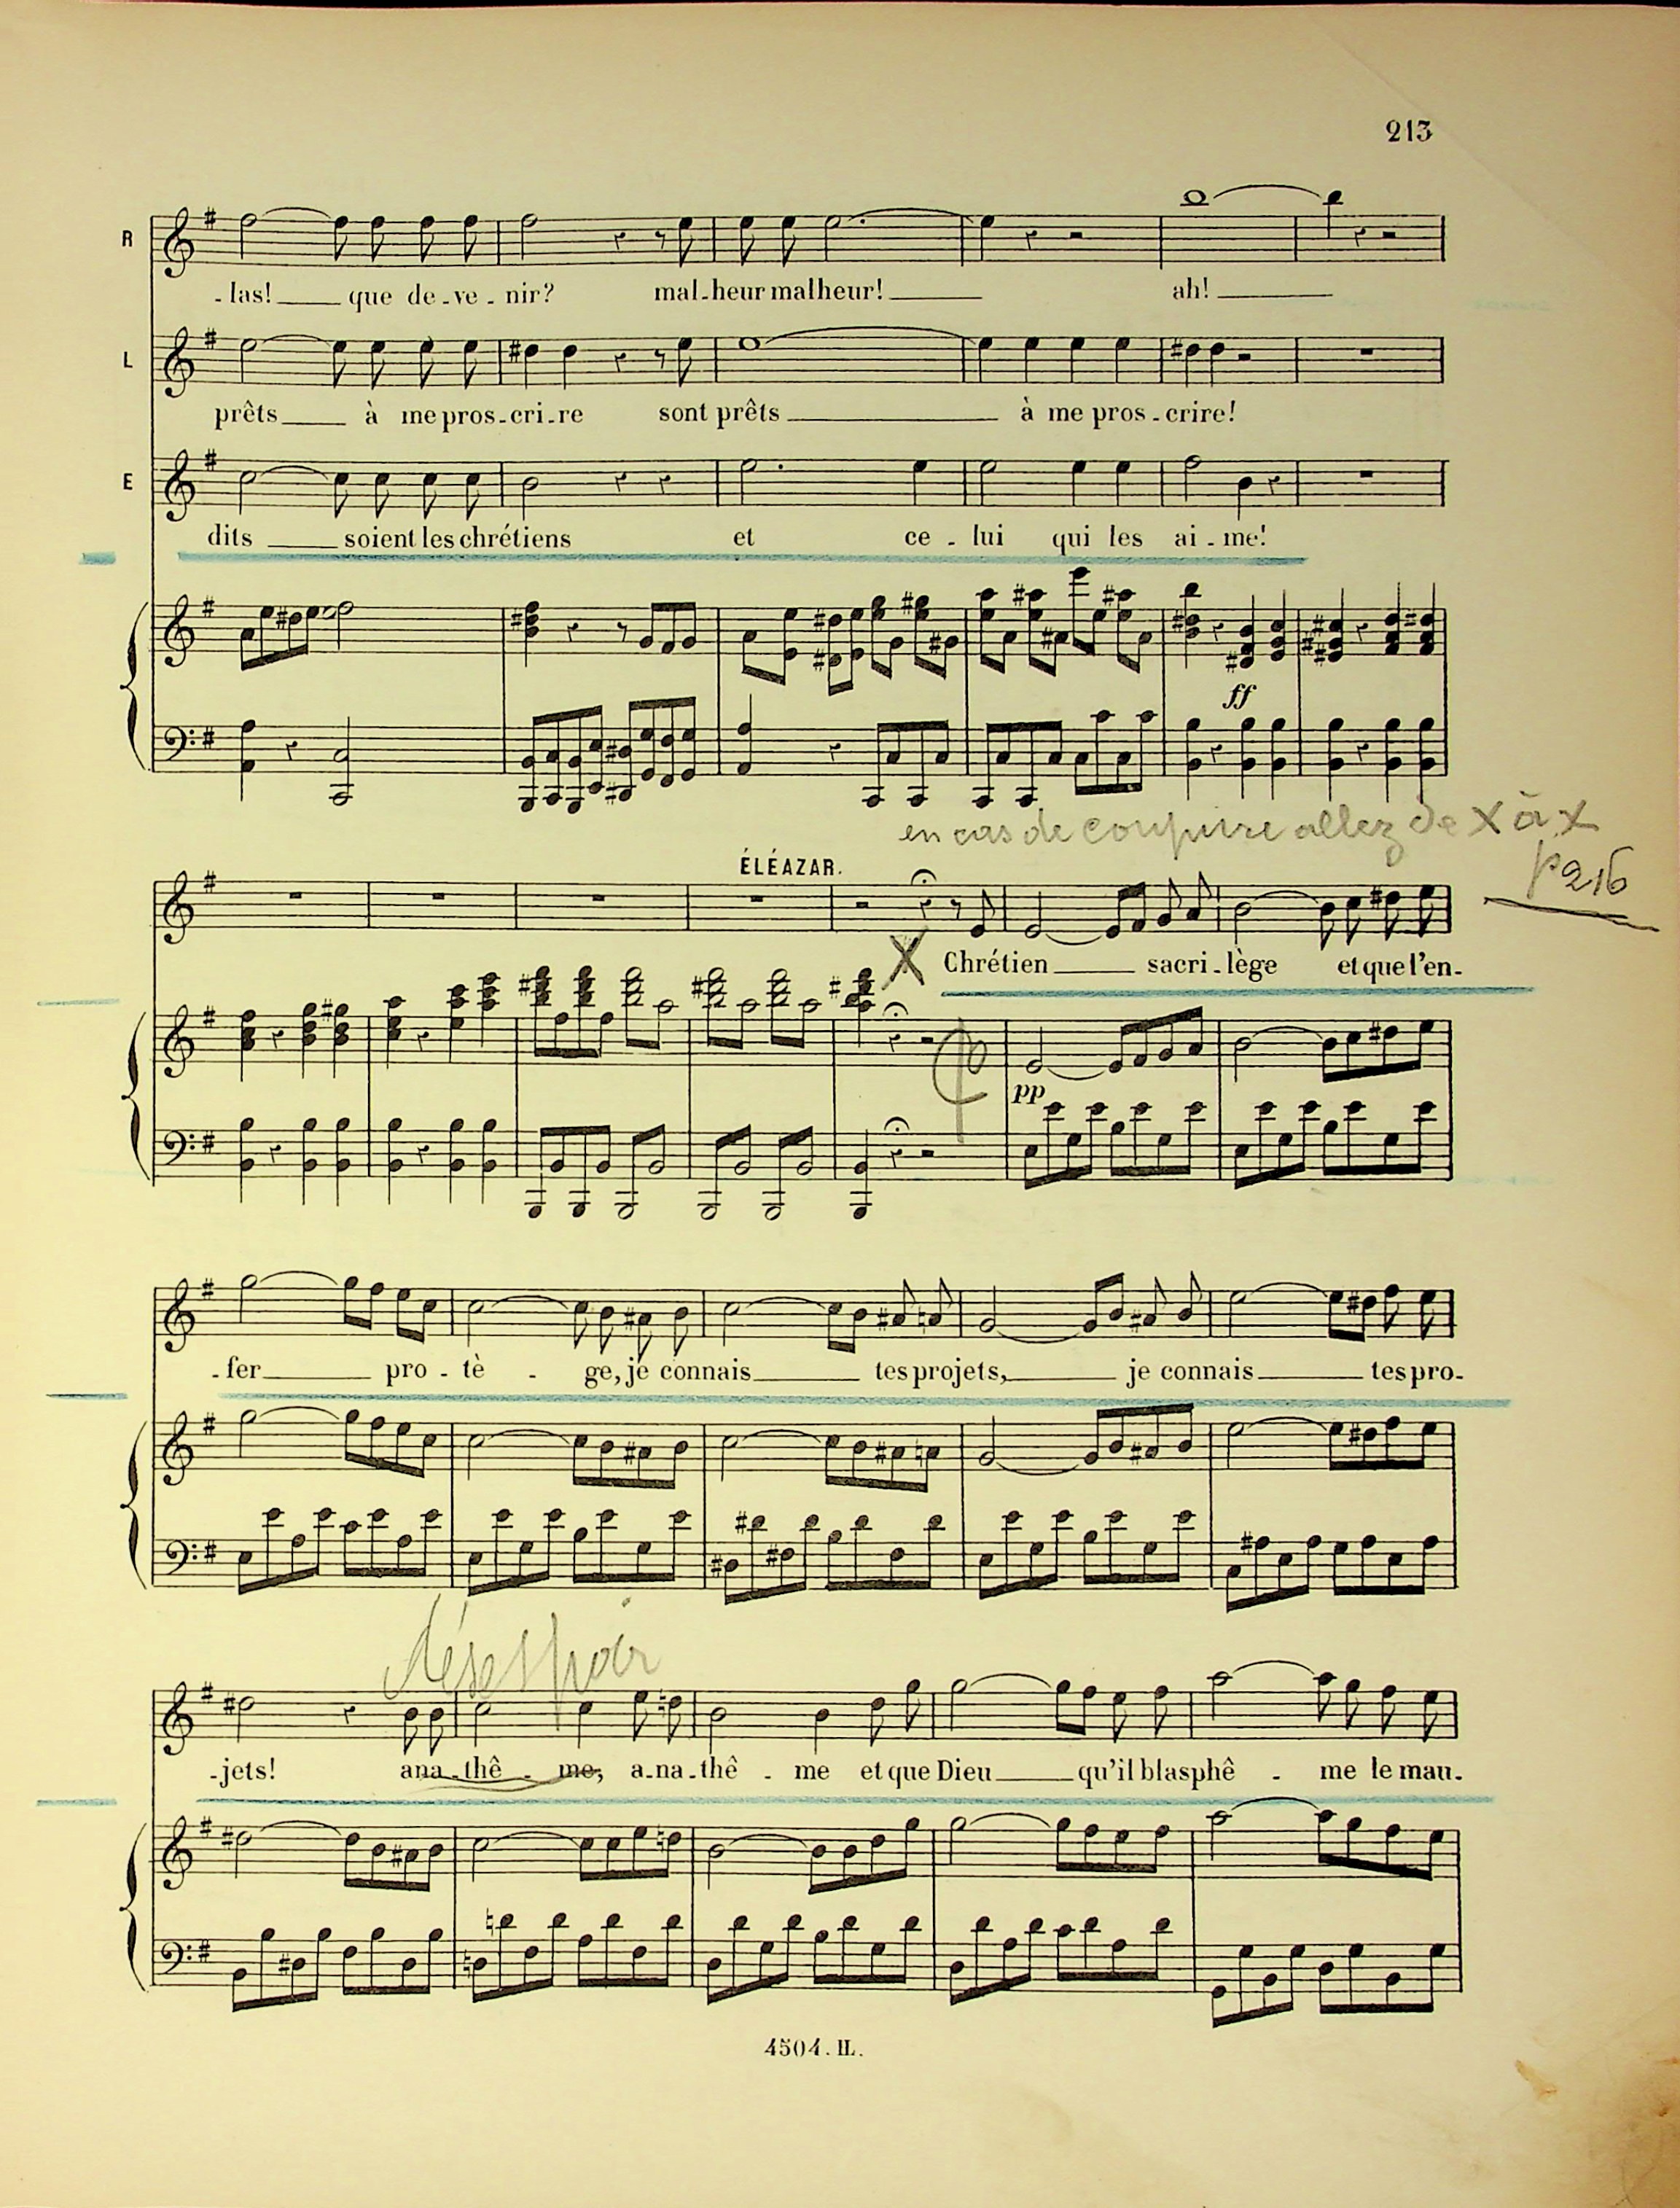 213
R
- las! que de - ve - nir? mal - heur malheur! ah!
L
prêts à me pros - cri - re sont prêts à me pros - crire!
E
dits soient les chrétiens et ce - lui qui les ai - me!
ff
en cas de coupure allez de X à X
p 216
ÉLÉAZAR.
X Chrétien sacri - lège et que l'en -
pp
- fer pro - tè - ge, je connais tes projets, je connais tes pro -
désespoir
- jets! ana - thê - me, a - na - thê - me et que Dieu qu'il blasphê - me le mau -
4504. H.